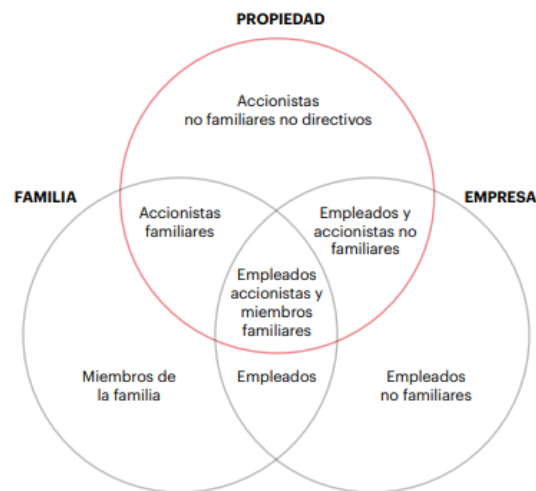 PROPIEDAD
Accionistas
no familiares no directivos
FAMILIA
EMPRESA
Accionistas
familiares
Empleados y
accionistas no
familiares
Empleados
accionistas y
miembros
familiares
Miembros de
la familia
Empleados
Empleados
no familiares